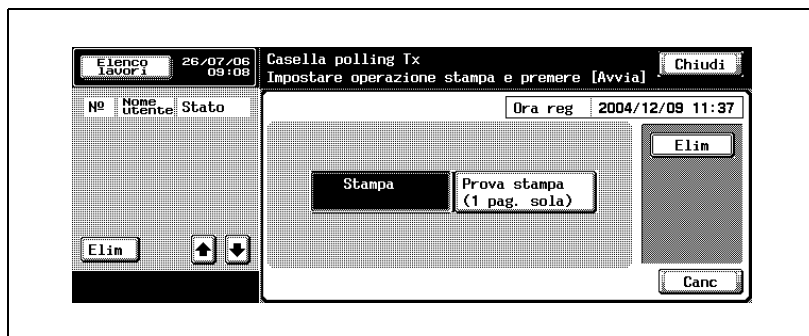 Elenco lavori
26/07/06
09:08
Casella polling Tx
Impostare operazione stampa e premere [Avvia]
Chiudi
Nº Nome utente Stato
Ora reg 2004/12/09 11:37
Elim
Stampa
Prova stampa
(1 pag. sola)
Elim
Canc